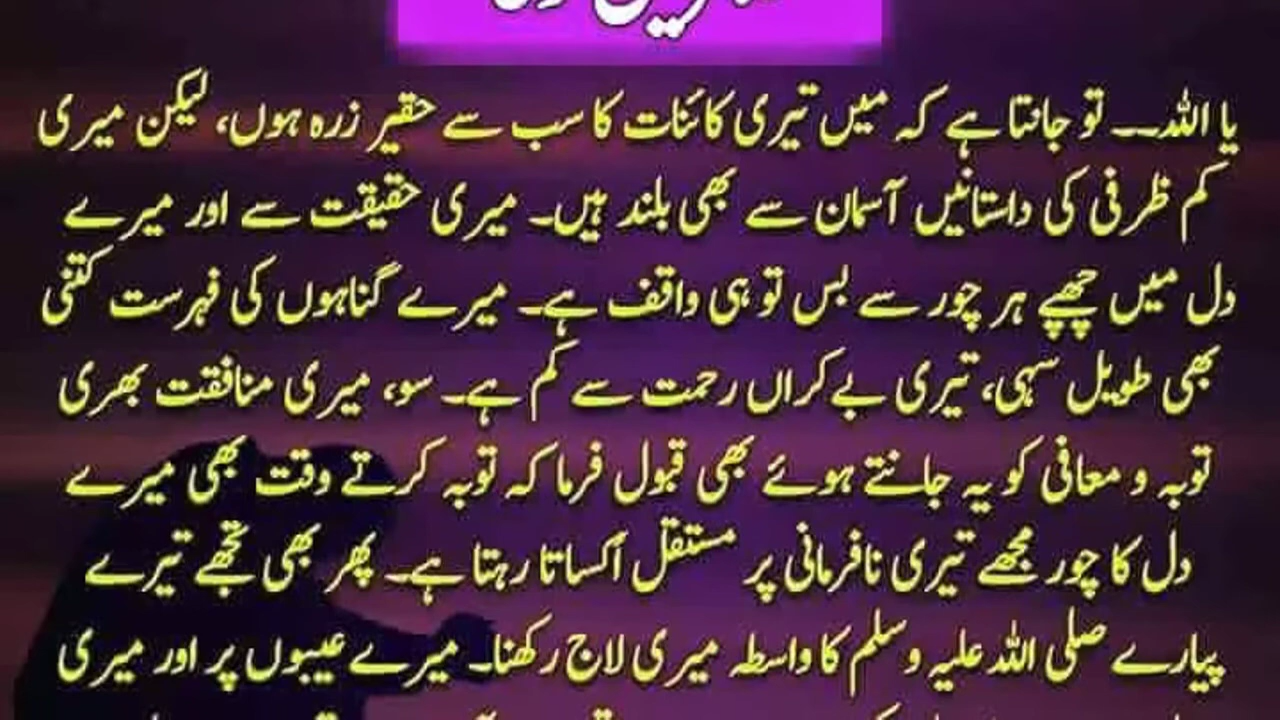 یا اللہ۔۔۔ تو جانتا ہے کہ میں تیری کائنات کا سب سے حقیر زرہ ہوں، لیکن میری
کم ظرفی کی داستانیں آسمان سے بھی بلند ہیں۔ میری حقیقت سے اور میرے
دل میں چھپے ہر چور سے بس تو ہی واقف ہے۔ میرے گناہوں کی فہرست کتنی
بھی طویل سہی، تیری بے کراں رحمت سے کم ہے۔ سو، میری منافقت بھری
توبہ و معافی کو یہ جانتے ہوئے بھی قبول فرما کہ توبہ کرتے وقت بھی میرے
دل کا چور مجھے تیری نافرمانی پر مستقل اُکساتا رہتا ہے۔ پھر بھی تجھے تیرے
پیارے صلی اللہ علیہ وسلم کا واسطہ میری لاج رکھنا۔ میرے عیبوں پر اور میری